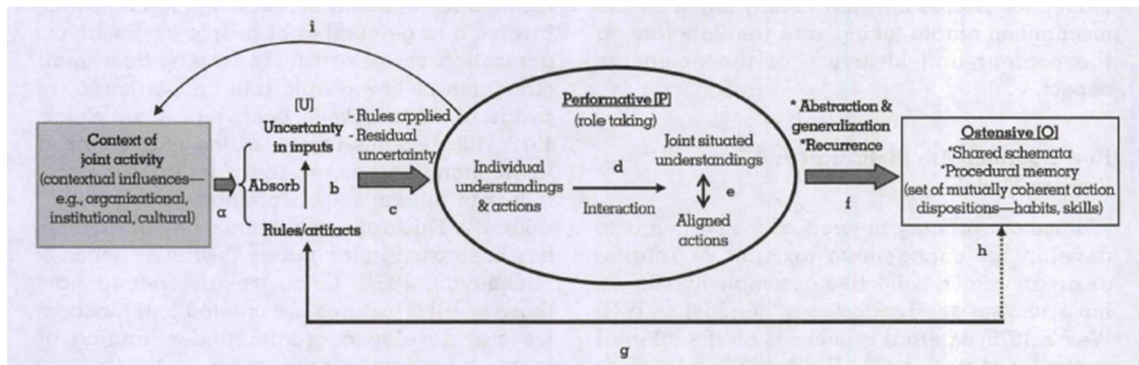 i
[U]
Uncertainty
in inputs
- Rules applied
- Residual
uncertainty
Performative [P]
(role taking)
* Abstraction &
generalization
*Recurrence
Context of
joint activity
(contextual influences—
e.g., organizational,
institutional, cultural)
a
Absorb
b
Rules/artifacts
c
Individual
understandings
& actions
d
Interaction
Joint situated
understandings
e
Aligned
actions
f
Ostensive [O]
*Shared schemata
*Procedural memory
(set of mutually coherent action
dispositions—habits, skills)
h
g